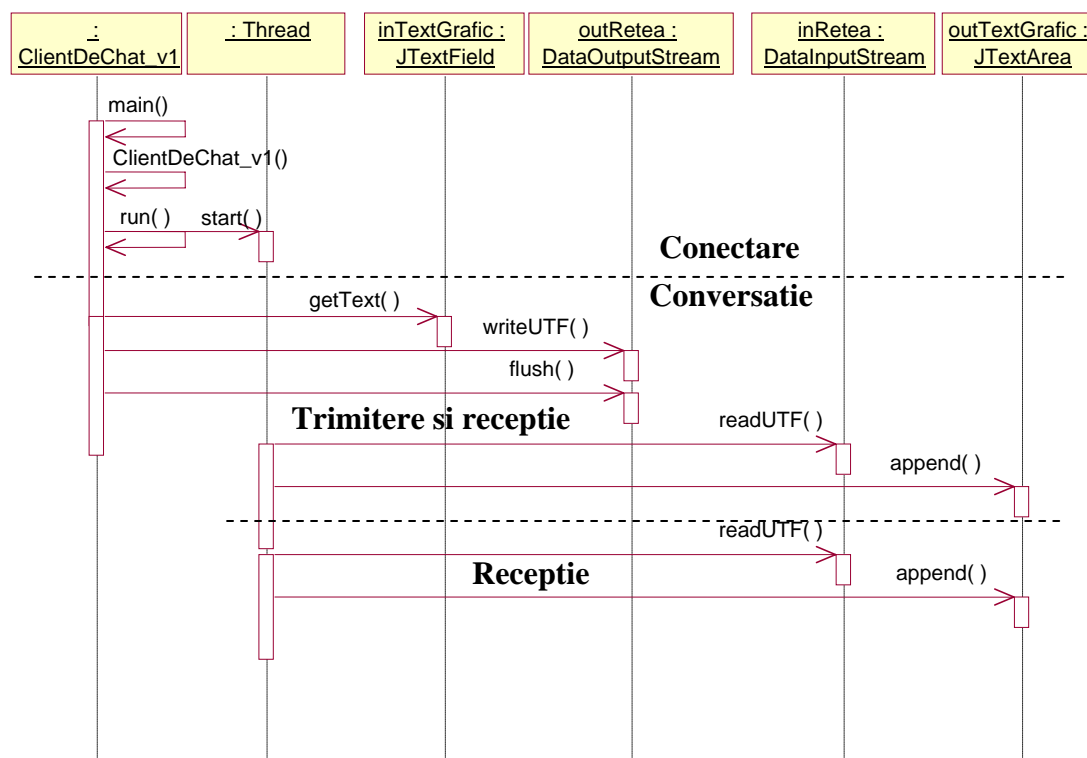 :
ClientDeChat_v1
: Thread
inTextGrafic :
JTextField
outRetea :
DataOutputStream
inRetea :
DataInputStream
outTextGrafic :
JTextArea
main()
ClientDeChat_v1()
run( )
start()
Conectare
Conversatie
getText( )
writeUTF( )
flush( )
Trimitere si receptie
readUTF( )
append( )
readUTF( )
Receptie
append( )